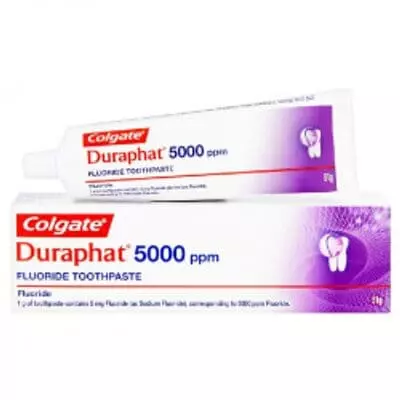 Colgate®
Duraphat® 5000 ppm
FLUORIDE TOOTHPASTE
Fluoride
51g
Colgate®
Duraphat® 5000 ppm
FLUORIDE TOOTHPASTE
Fluoride
1 g of toothpaste contains 5 mg Fluoride (as Sodium Fluoride), corresponding to 5000 ppm Fluoride.
51g